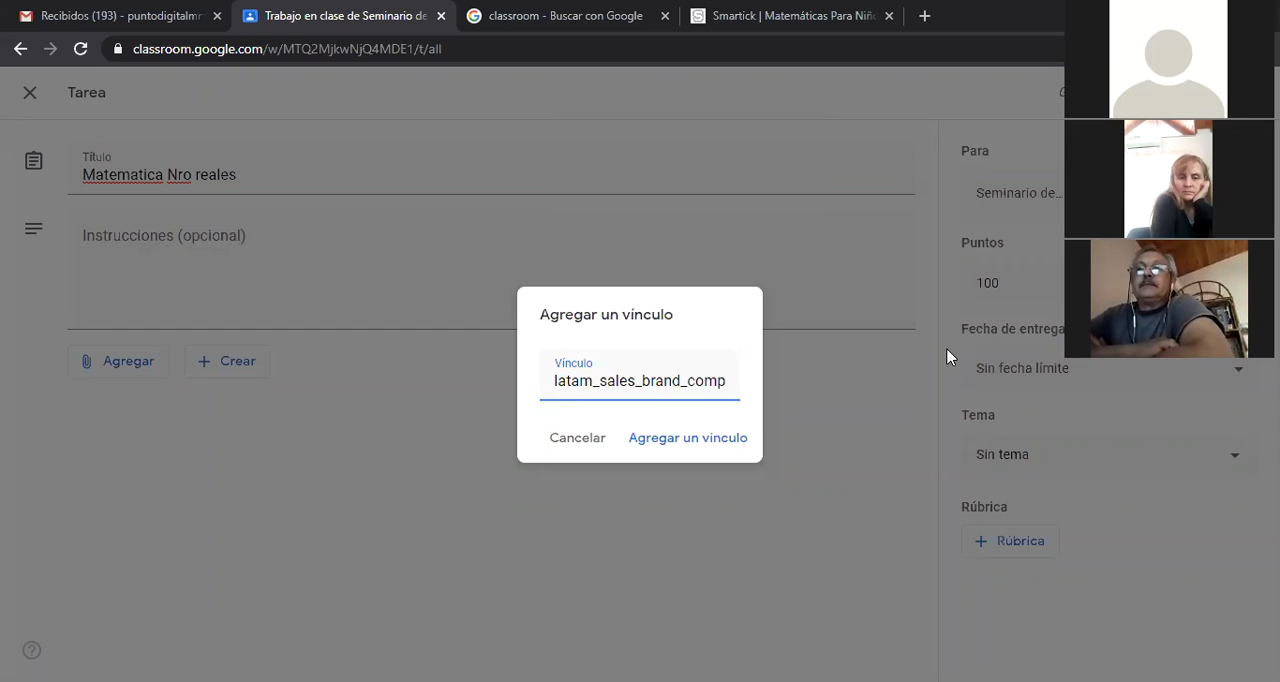 Recibidos (193) - puntodigitalmr
Trabajo en clase de Seminario de
classroom - Buscar con Google
Smartick | Matemáticas Para Niño
classroom.google.com/w/MTQ2MjkwNjQ4MDE1/t/all
Tarea
Título
Matematica Nro reales
Instrucciones (opcional)
Agregar
Crear
Agregar un vínculo
Vínculo
latam_sales_brand_comp
Cancelar
Agregar un vínculo
Para
Seminario de...
Puntos
100
Fecha de entrega
Sin fecha límite
Tema
Sin tema
Rúbrica
Rúbrica